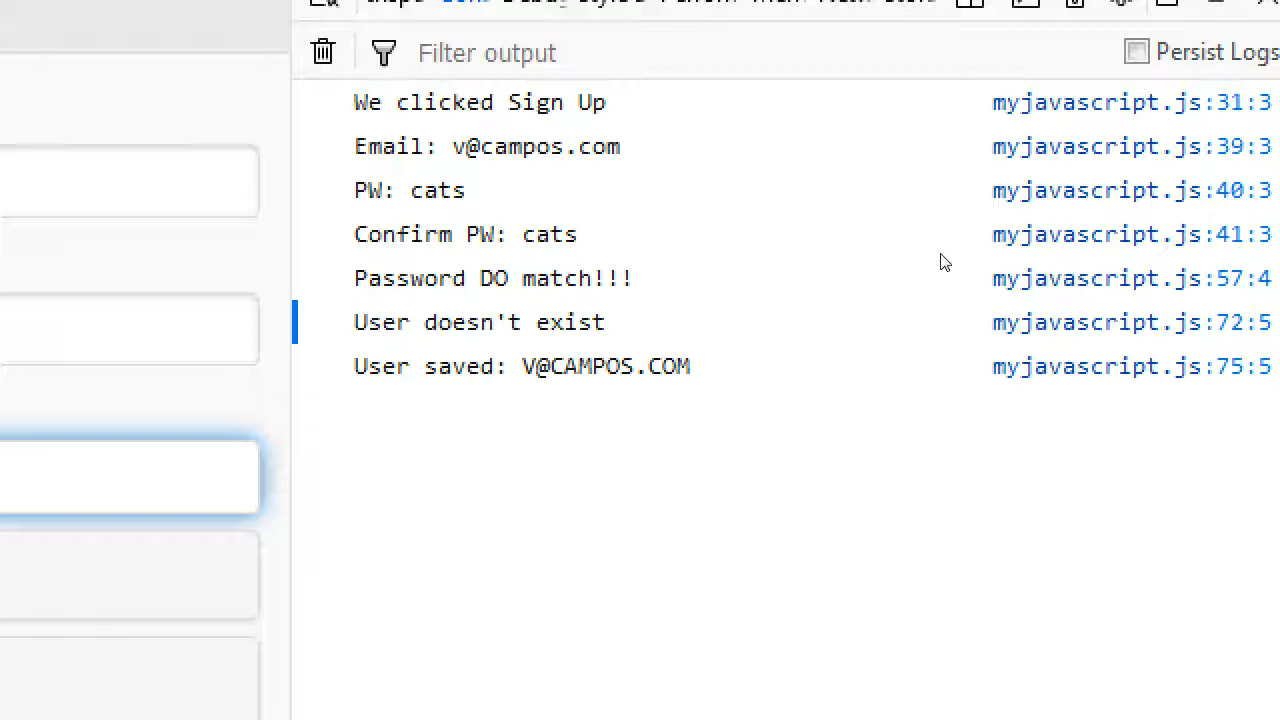 Filter output
Persist Logs
We clicked Sign Up myjavascript.js:31:3
Email: v@campos.com myjavascript.js:39:3
PW: cats myjavascript.js:40:3
Confirm PW: cats myjavascript.js:41:3
Password DO match!!! myjavascript.js:57:4
User doesn't exist myjavascript.js:72:5
User saved: V@CAMPOS.COM myjavascript.js:75:5